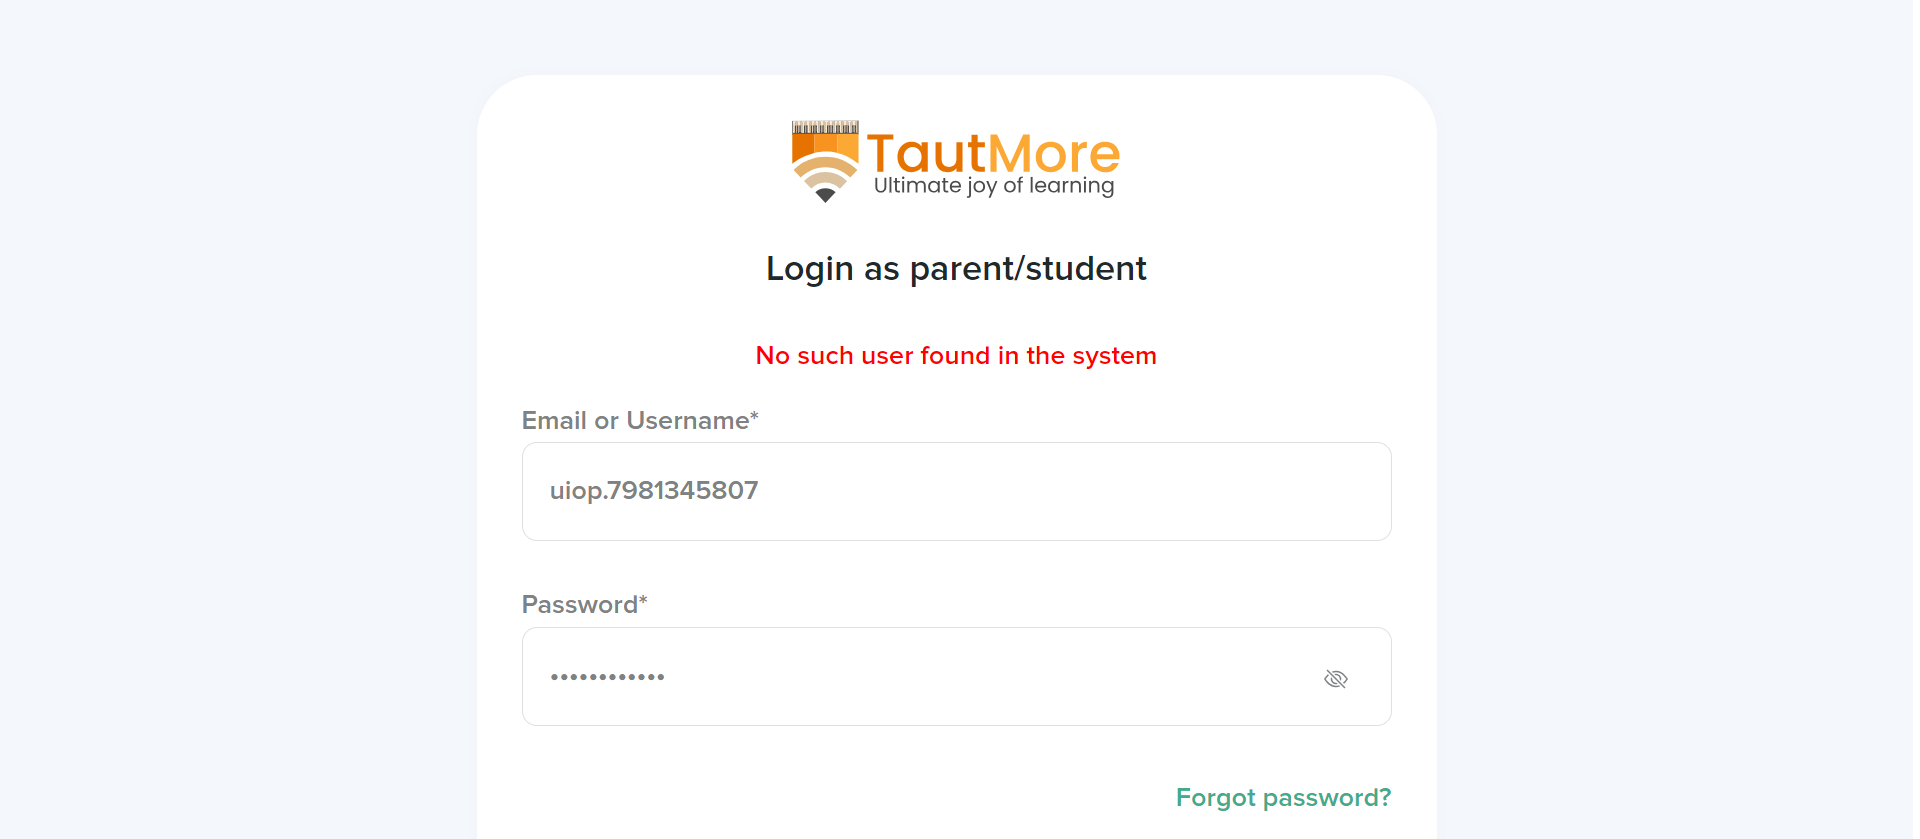 TautMore
Ultimate joy of learning
Login as parent/student
No such user found in the system
Email or Username*
uiop.7981345807
Password*
••••••••••••
Forgot password?